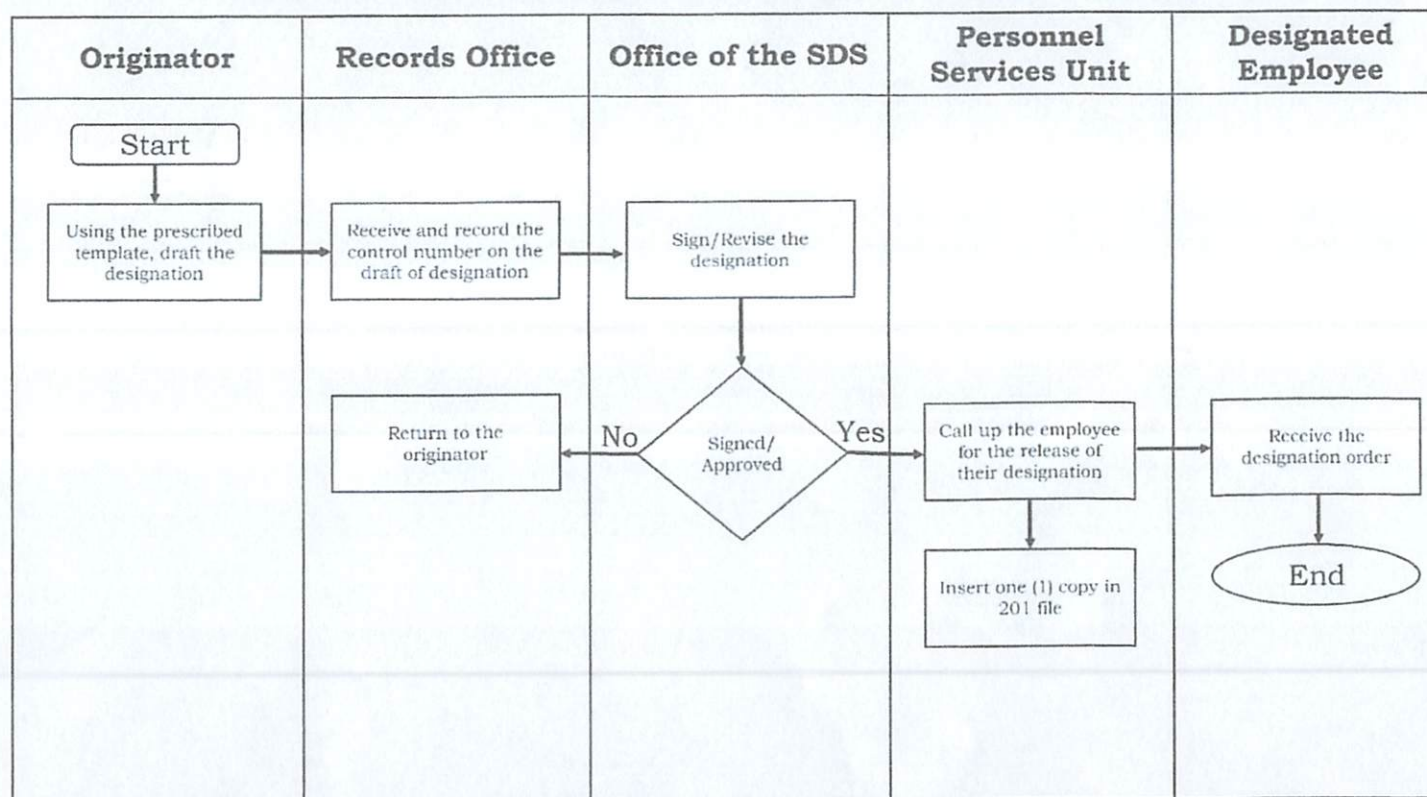 Originator
Records Office
Office of the SDS
Personnel
Services Unit
Designated
Employee
Start
Using the prescribed
template, draft the
designation
Receive and record the
control number on the
draft of designation
Sign/Revise the
designation
Return to the
originator
No
Signed/
Approved
Yes
Call up the employee
for the release of
their designation
Receive the
designation order
Insert one (1) copy in
201 file
End